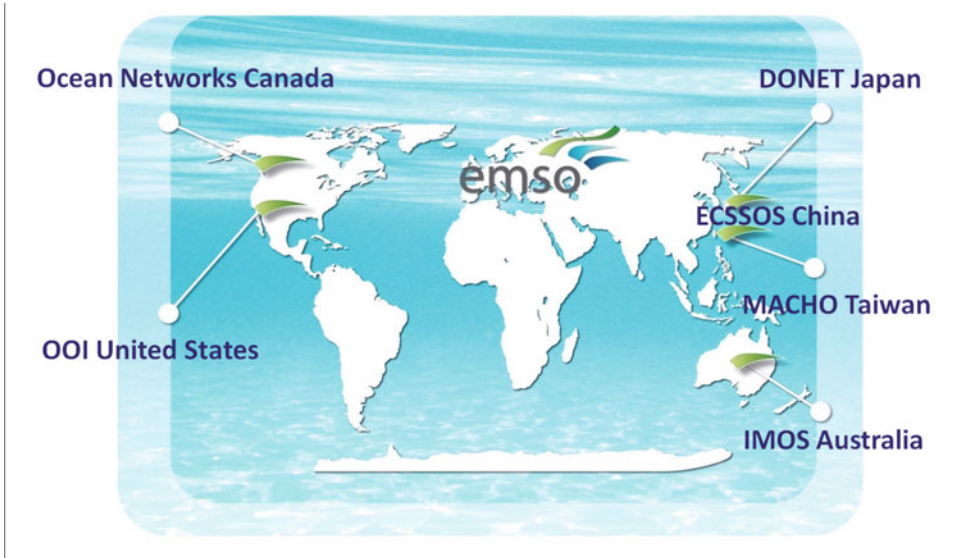 Ocean Networks Canada
DONET Japan
emso
ECSSOS China
MACHO Taiwan
OOI United States
IMOS Australia